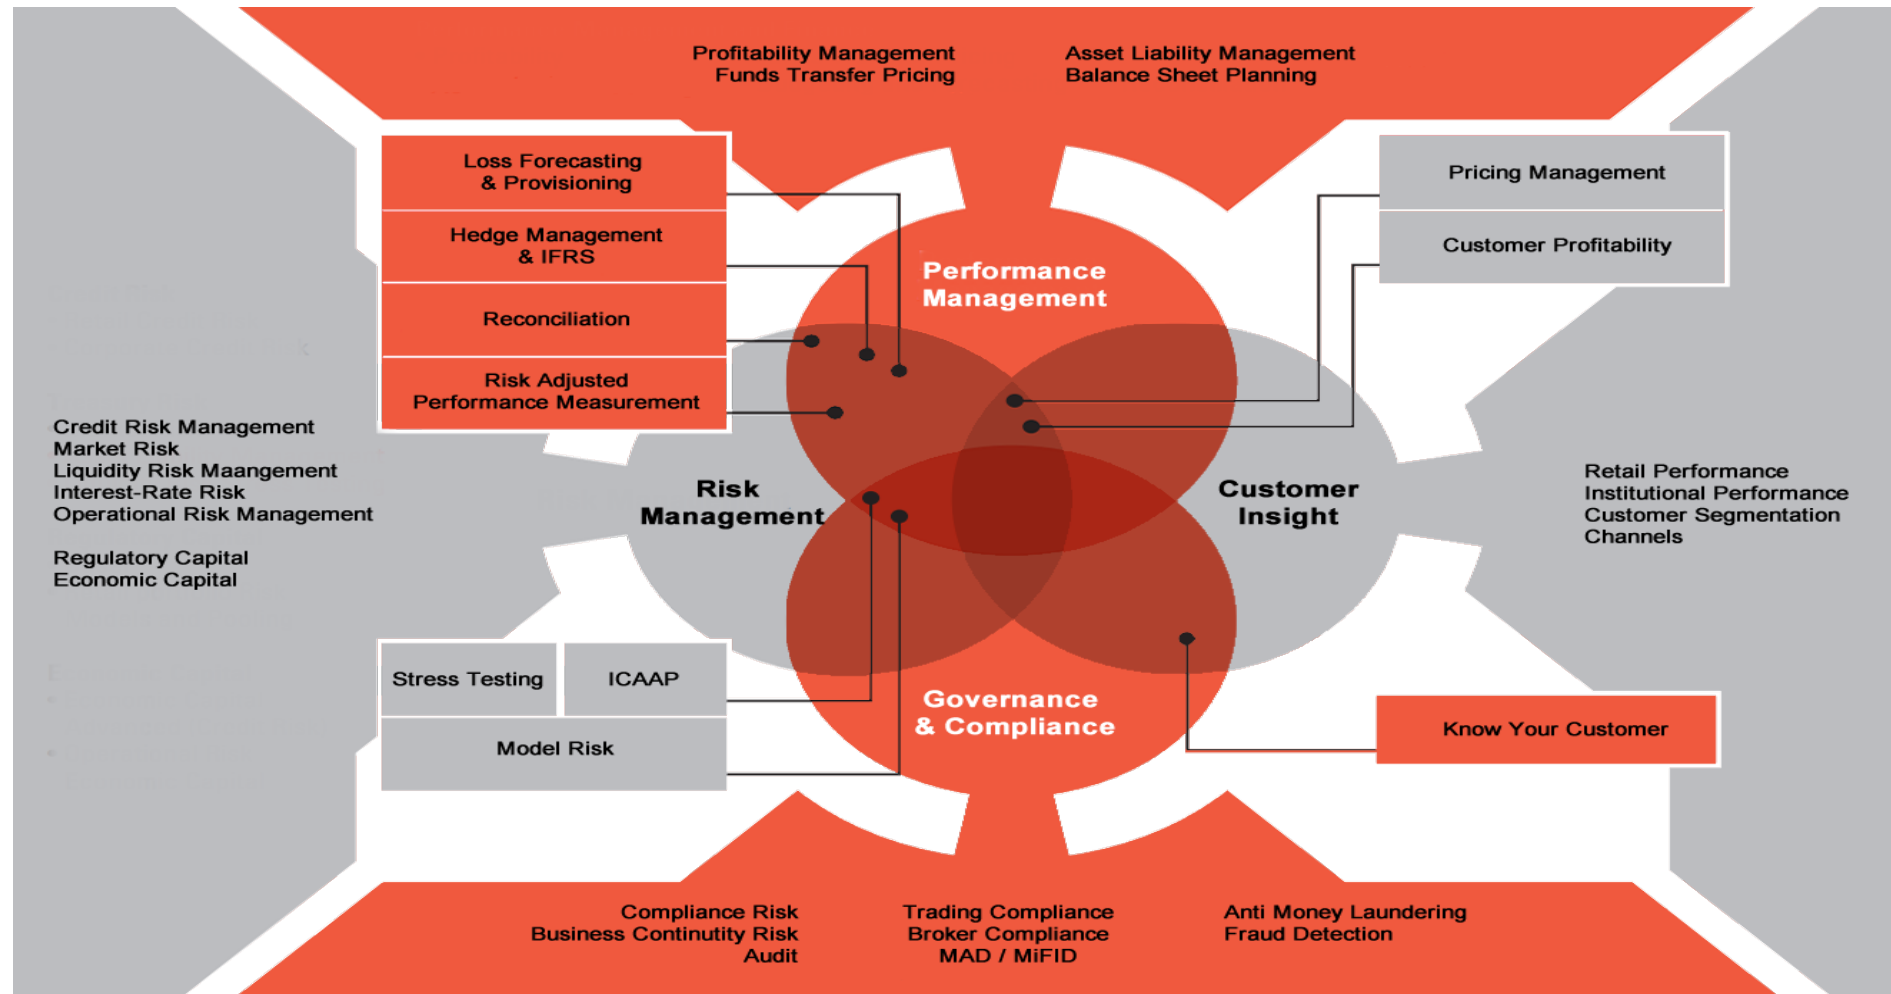 Profitability Management
Funds Transfer Pricing
Asset Liability Management
Balance Sheet Planning
Loss Forecasting
& Provisioning
Hedge Management
& IFRS
Reconciliation
Risk Adjusted
Performance Measurement
Pricing Management
Customer Profitability
Performance
Management
Credit Risk Management
Market Risk
Liquidity Risk Maangement
Interest-Rate Risk
Operational Risk Management
Regulatory Capital
Economic Capital
Risk
Management
Customer
Insight
Retail Performance
Institutional Performance
Customer Segmentation
Channels
Stress Testing
ICAAP
Model Risk
Governance
& Compliance
Know Your Customer
Compliance Risk
Business Continutity Risk
Audit
Trading Compliance
Broker Compliance
MAD / MiFID
Anti Money Laundering
Fraud Detection